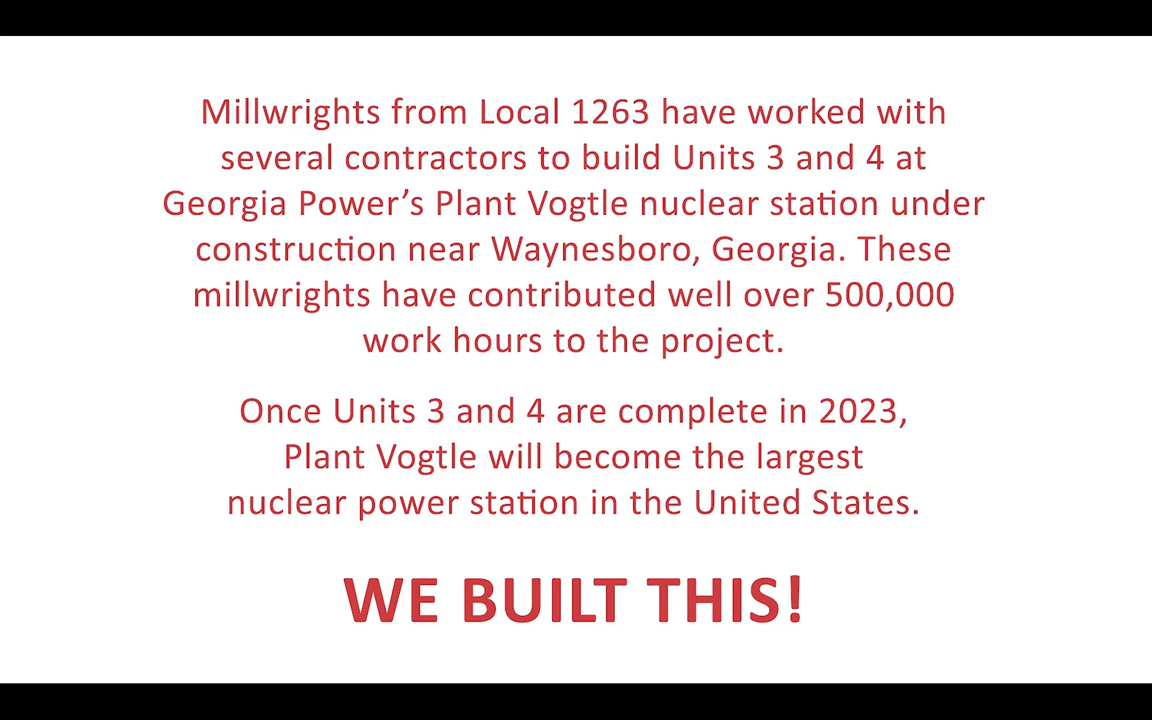 Millwrights from Local 1263 have worked with
several contractors to build Units 3 and 4 at
Georgia Power’s Plant Vogtle nuclear station under
construction near Waynesboro, Georgia. These
millwrights have contributed well over 500,000
work hours to the project.
Once Units 3 and 4 are complete in 2023,
Plant Vogtle will become the largest
nuclear power station in the United States.
WE BUILT THIS!